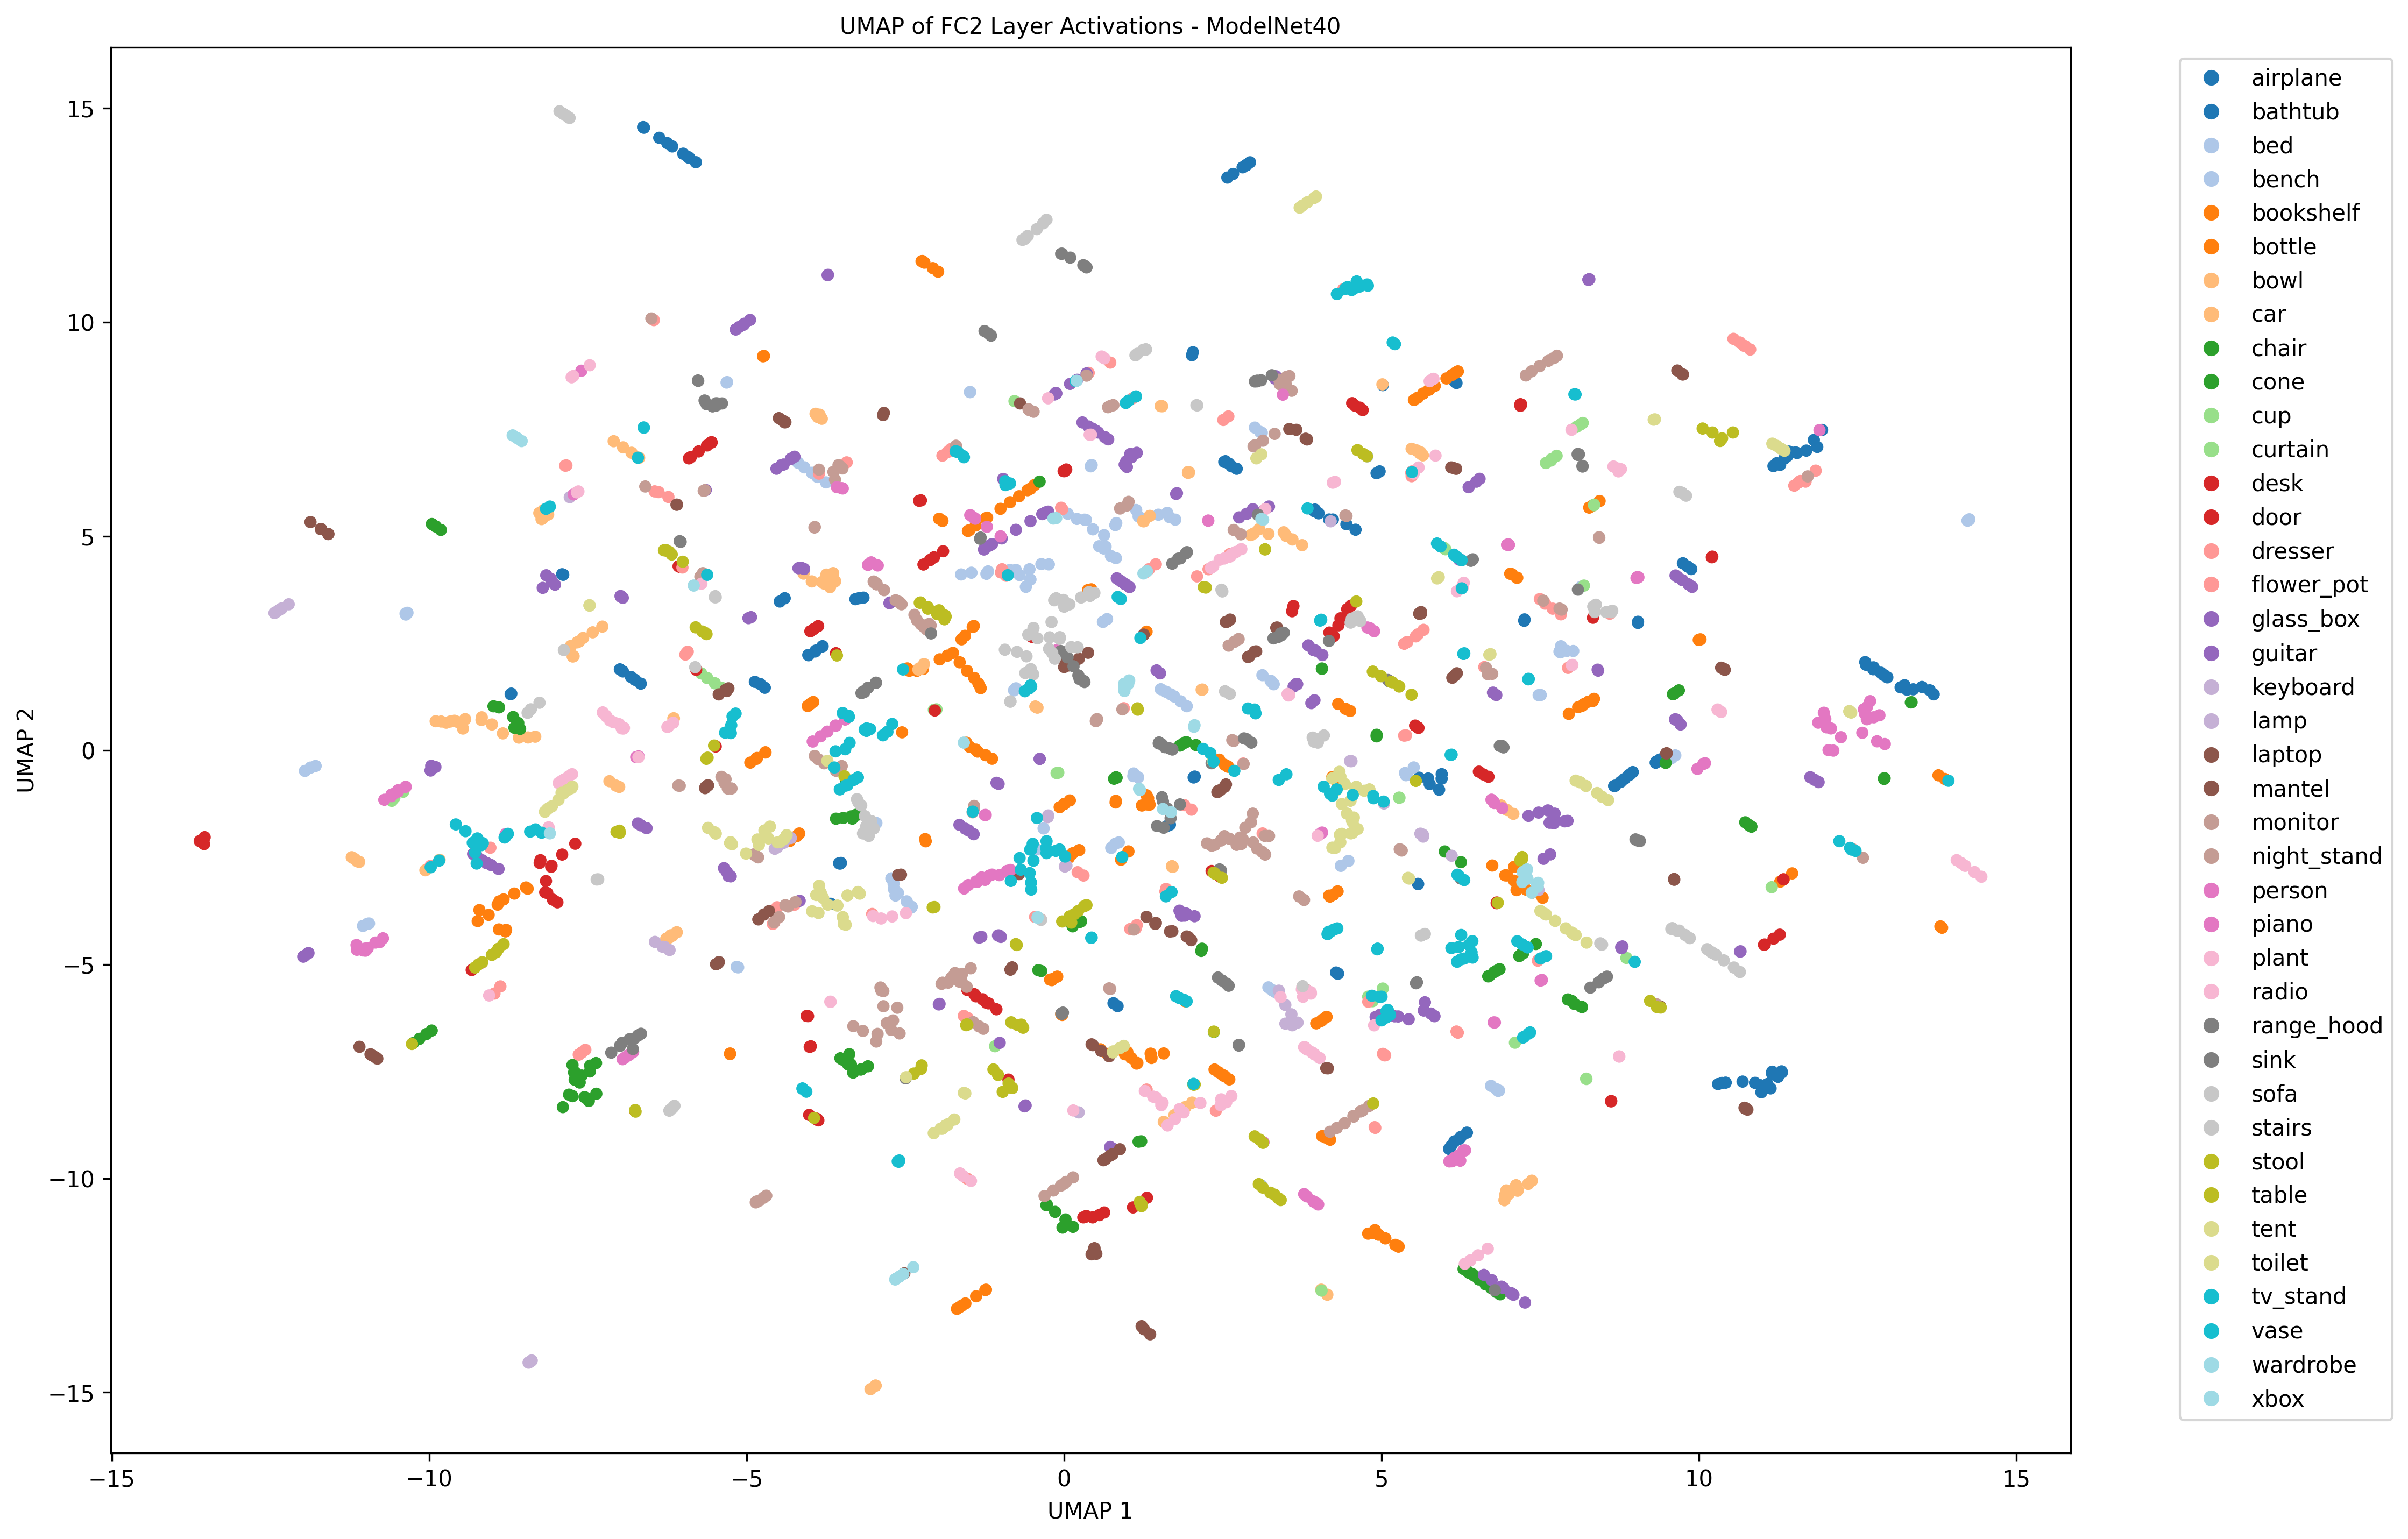 UMAP of FC2 Layer Activations - ModelNet40
15
10
5
0
−5
−10
−15
UMAP 2
−15
−10
−5
0
5
10
15
UMAP 1
airplane
bathtub
bed
bench
bookshelf
bottle
bowl
car
chair
cone
cup
curtain
desk
door
dresser
flower_pot
glass_box
guitar
keyboard
lamp
laptop
mantel
monitor
night_stand
person
piano
plant
radio
range_hood
sink
sofa
stairs
stool
table
tent
toilet
tv_stand
vase
wardrobe
xbox